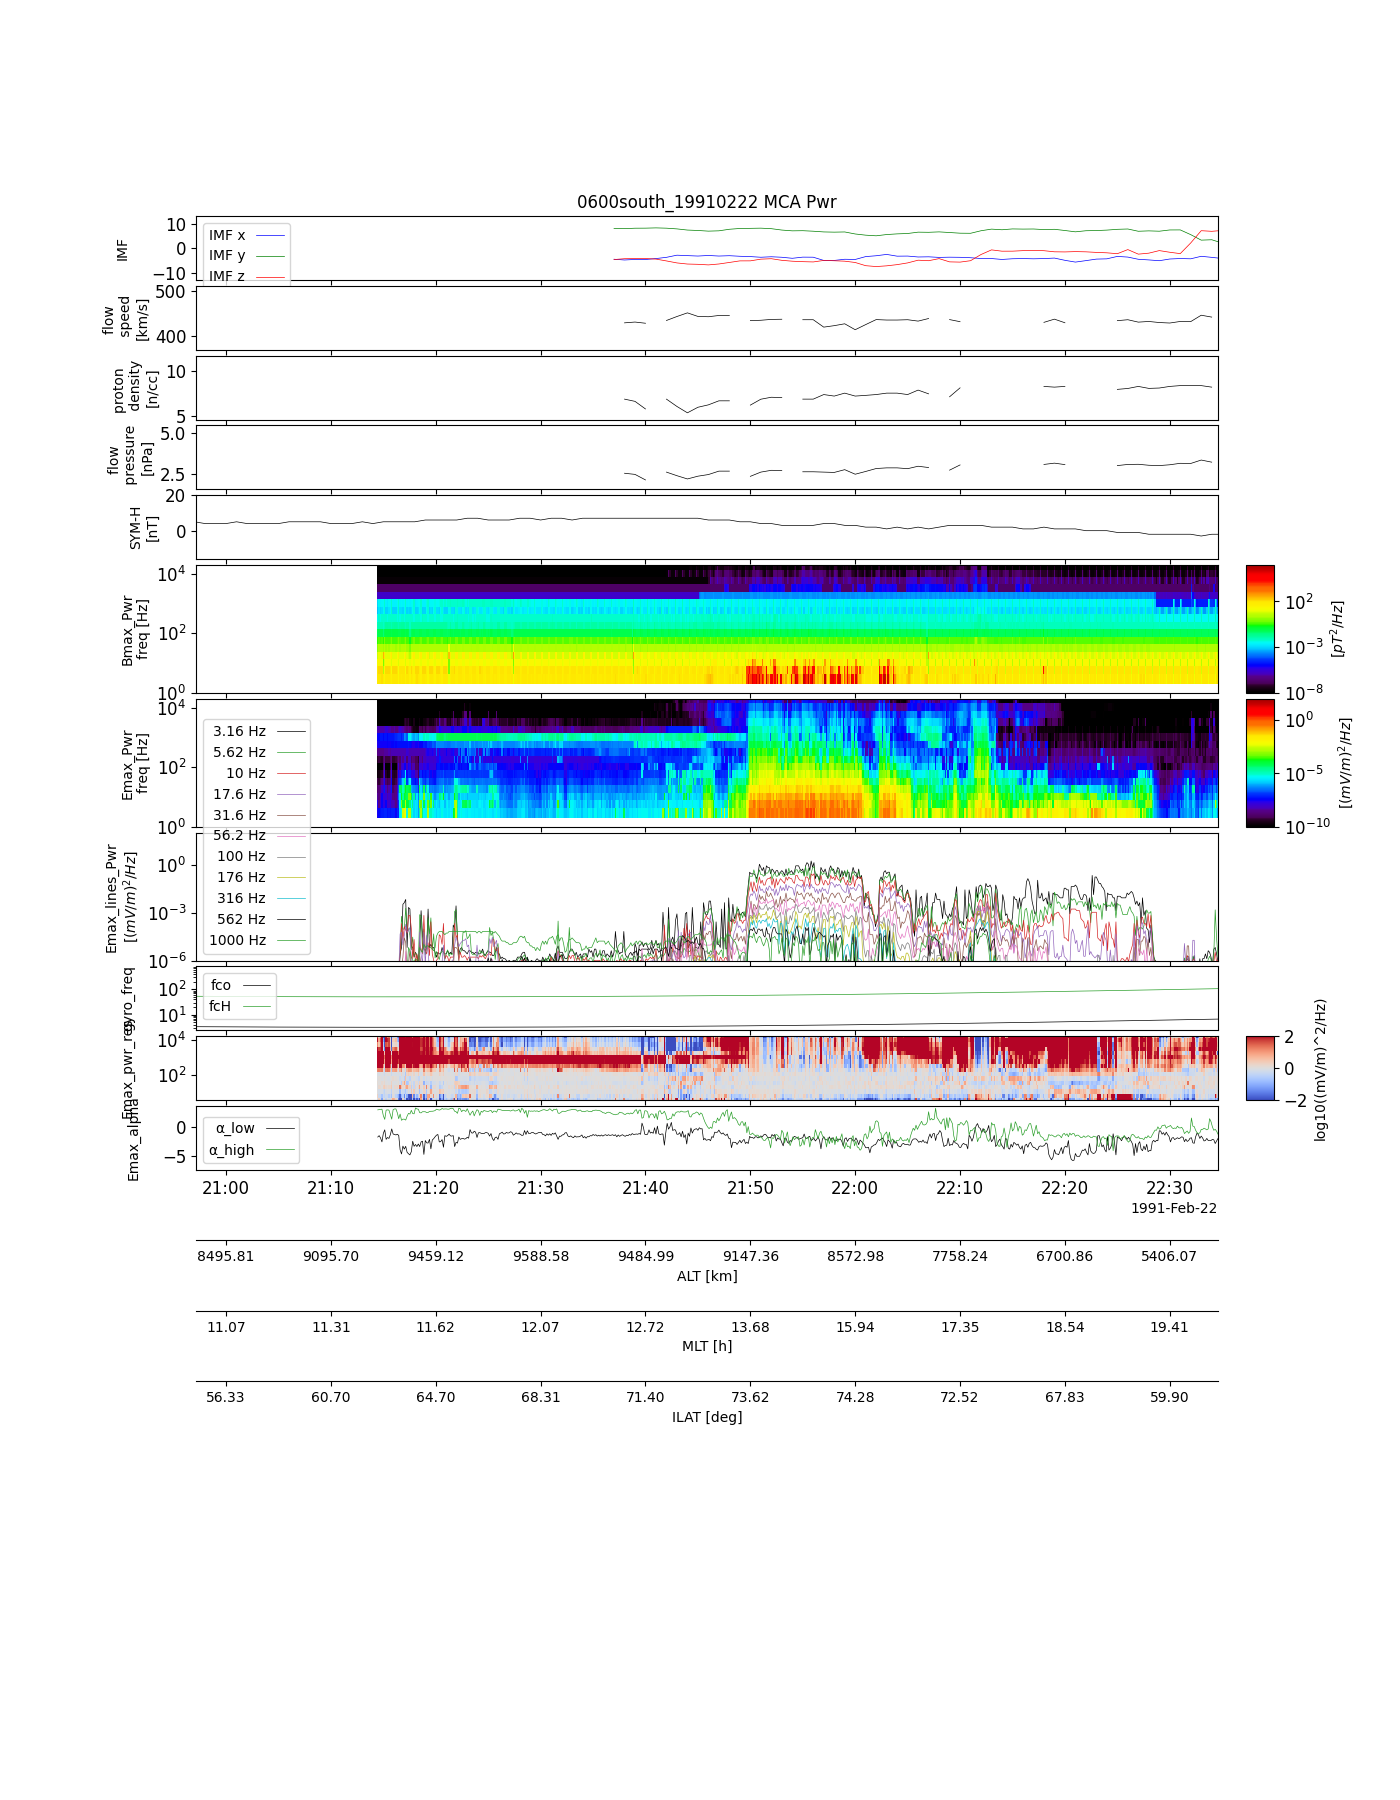 0600south_19910222 MCA Pwr
IMF
10
0
−10
IMF x
IMF y
IMF z
flow
speed
[km/s]
500
400
proton
density
[n/cc]
10
5
flow
pressure
[nPa]
5.0
2.5
SYM-H
[nT]
20
0
Bmax_Pwr
freq [Hz]
10^4
10^2
10^0
10^2
10^−3
10^−8
[pT^2/Hz]
Emax_Pwr
freq [Hz]
10^4
10^2
10^0
10^0
10^−5
10^−10
[(mV/m)^2/Hz]
3.16 Hz
5.62 Hz
10 Hz
17.6 Hz
31.6 Hz
56.2 Hz
100 Hz
176 Hz
316 Hz
562 Hz
1000 Hz
Emax_lines_Pwr
[(mV/m)^2/Hz]
10^0
10^−3
10^−6
gyro_freq
10^2
10^1
fco
fcH
Emax_pwr_reg
10^4
10^2
2
0
−2
log10((mV/m)^2/Hz)
Emax_alpha
0
−5
α_low
α_high
21:00 21:10 21:20 21:30 21:40 21:50 22:00 22:10 22:20 22:30
1991-Feb-22
8495.81 9095.70 9459.12 9588.58 9484.99 9147.36 8572.98 7758.24 6700.86 5406.07
ALT [km]
11.07 11.31 11.62 12.07 12.72 13.68 15.94 17.35 18.54 19.41
MLT [h]
56.33 60.70 64.70 68.31 71.40 73.62 74.28 72.52 67.83 59.90
ILAT [deg]